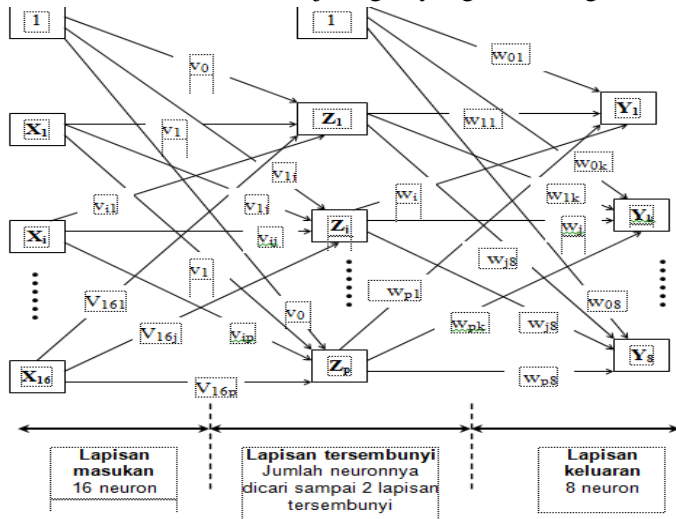 1 1
v0 w01
X1 v1 Z1 w11 Y1
w0k
v1j wi w1k
vi1 v1j
Xi vij Zj wj Yk
wj8
v1 wp1
V161 v0 w08
V16j vip wpk wj8
X16 V16p Zp wp8 Y8
Lapisan masukan
16 neuron
Lapisan tersembunyi
Jumlah neuronnya
dicari sampai 2 lapisan
tersembunyi
Lapisan
keluaran
8 neuron